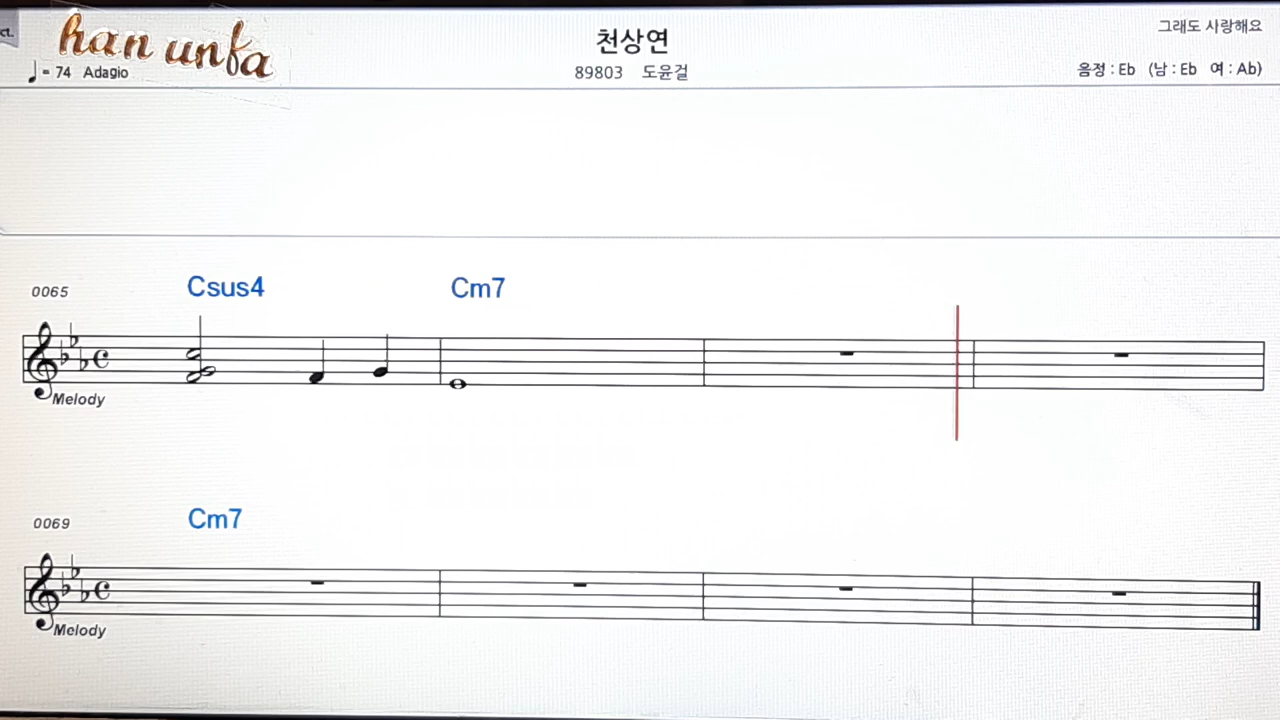 ct.
han unfa
천상연
그래도 사랑해요
♩= 74 Adagio
89803 도윤걸
음정 : Eb (남 : Eb 여 : Ab)
0065
Csus4
Cm7
Melody
0069
Cm7
Melody